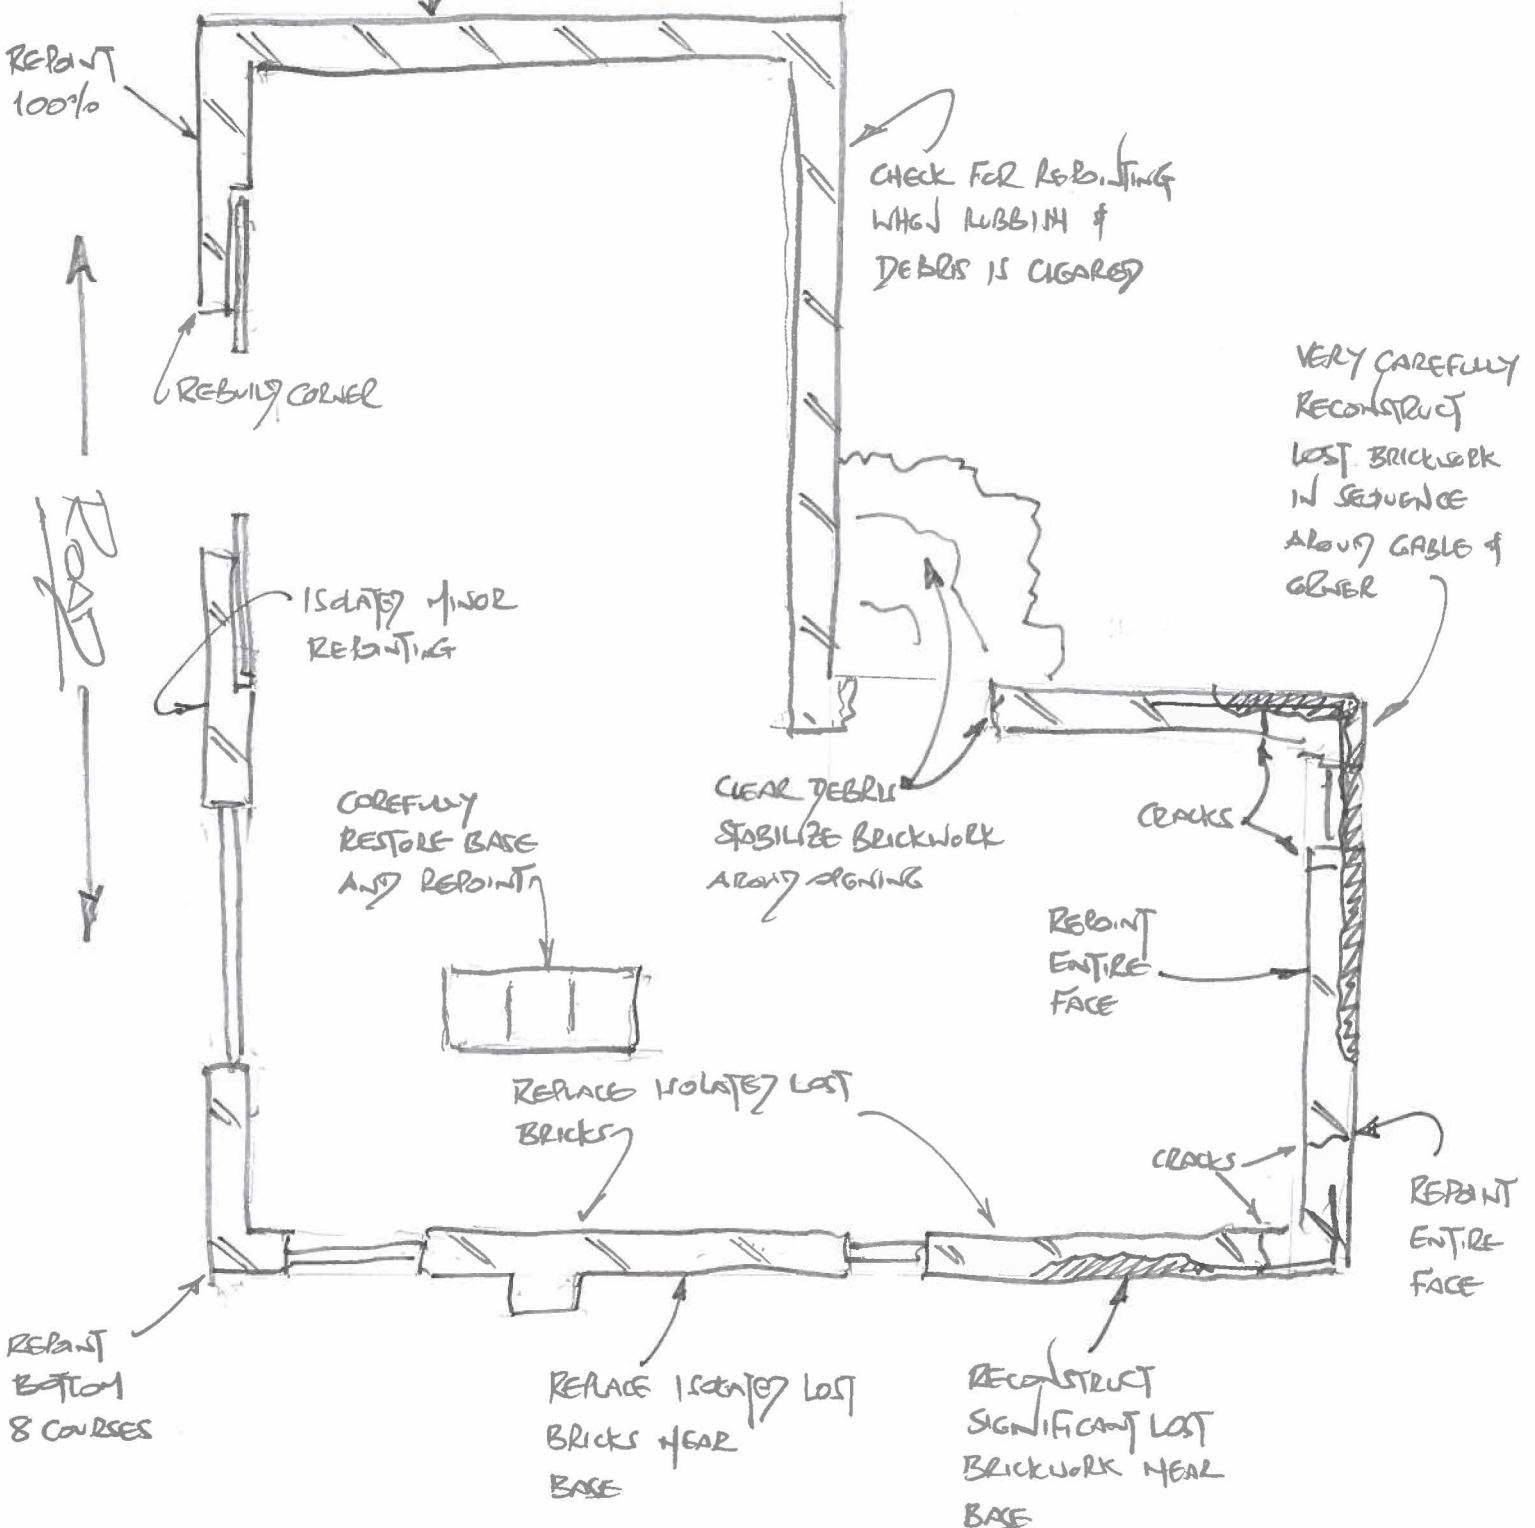 REPOINT
100%
CHECK FOR REPOINTING
WHEN RUBBISH &
DEBRIS IS CLEARED
REBUILD CORNER
VERY CAREFULLY
RECONSTRUCT
LOST BRICKWORK
IN SEQUENCE
AROUND GABLE &
CORNER
ROAD
ISOLATED MINOR
REPOINTING
CAREFULLY
RESTORE BASE
AND REPOINT
CLEAR DEBRIS
STABILIZE BRICKWORK
AROUND OPENING
CRACKS
REPOINT
ENTIRE
FACE
REPLACE ISOLATED LOST
BRICKS
CRACKS
REPOINT
ENTIRE
FACE
REPOINT
BOTTOM
8 COURSES
REPLACE ISOLATED LOST
BRICKS NEAR
BASE
RECONSTRUCT
SIGNIFICANT LOST
BRICKWORK NEAR
BASE